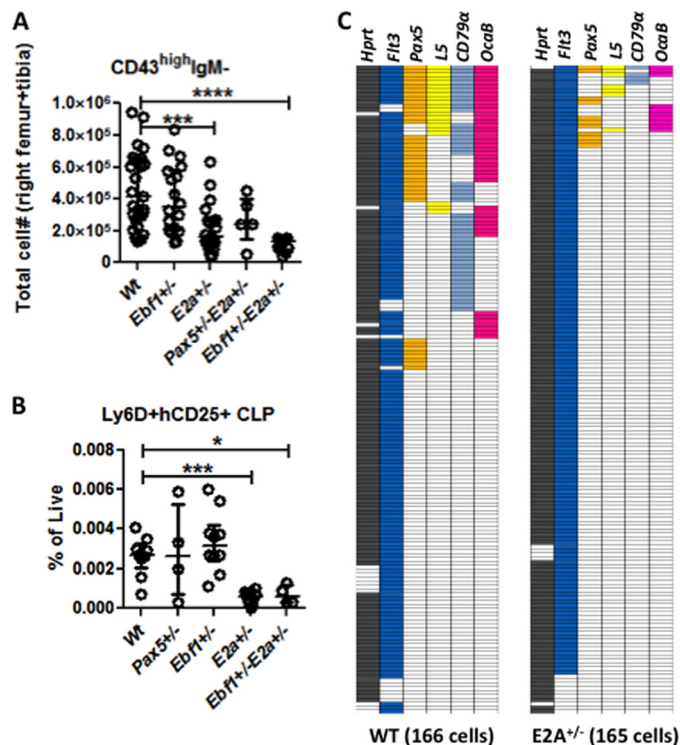 A
CD43highIgM-
Total cell# (right femur+tibia)
1.0×10⁶
8.0×10⁵
6.0×10⁵
4.0×10⁵
2.0×10⁵
0
****
***
Wt
Ebf1+/-
E2a+/-
Pax5+/-E2a+/-
Ebf1+/-E2a+/-
B
Ly6D+hCD25+ CLP
% of Live
0.008
0.006
0.004
0.002
0.000
*
***
Wt
Pax5+/-
Ebf1+/-
E2a+/-
Ebf1+/-E2a+/-
C
Hprt Flt3 Pax5 L5 CD79α OcaB
Hprt Flt3 Pax5 L5 CD79α OcaB
WT (166 cells)
E2A+/- (165 cells)